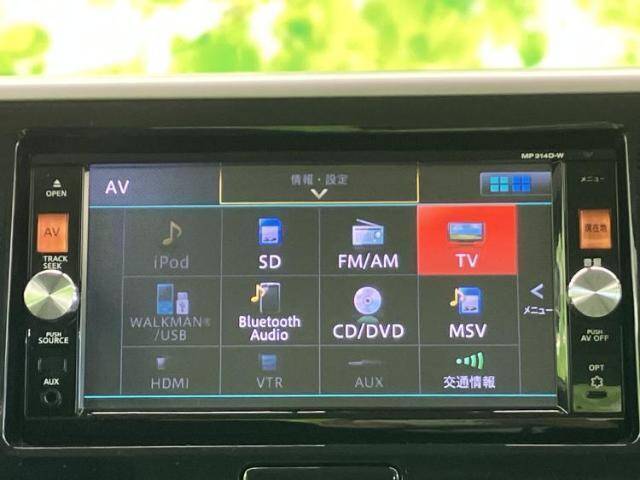 MP314D-W
OPEN
AV
TRACK
SEEK
PUSH
SOURCE
AUX
AV
情報・設定
iPod
SD
FM/AM
TV
WALKMAN®
/USB
Bluetooth
Audio
CD/DVD
MSV
<
メニュー
HDMI
VTR
AUX
交通情報
メニュー
現在地
音量
PUSH
AV OFF
OPT